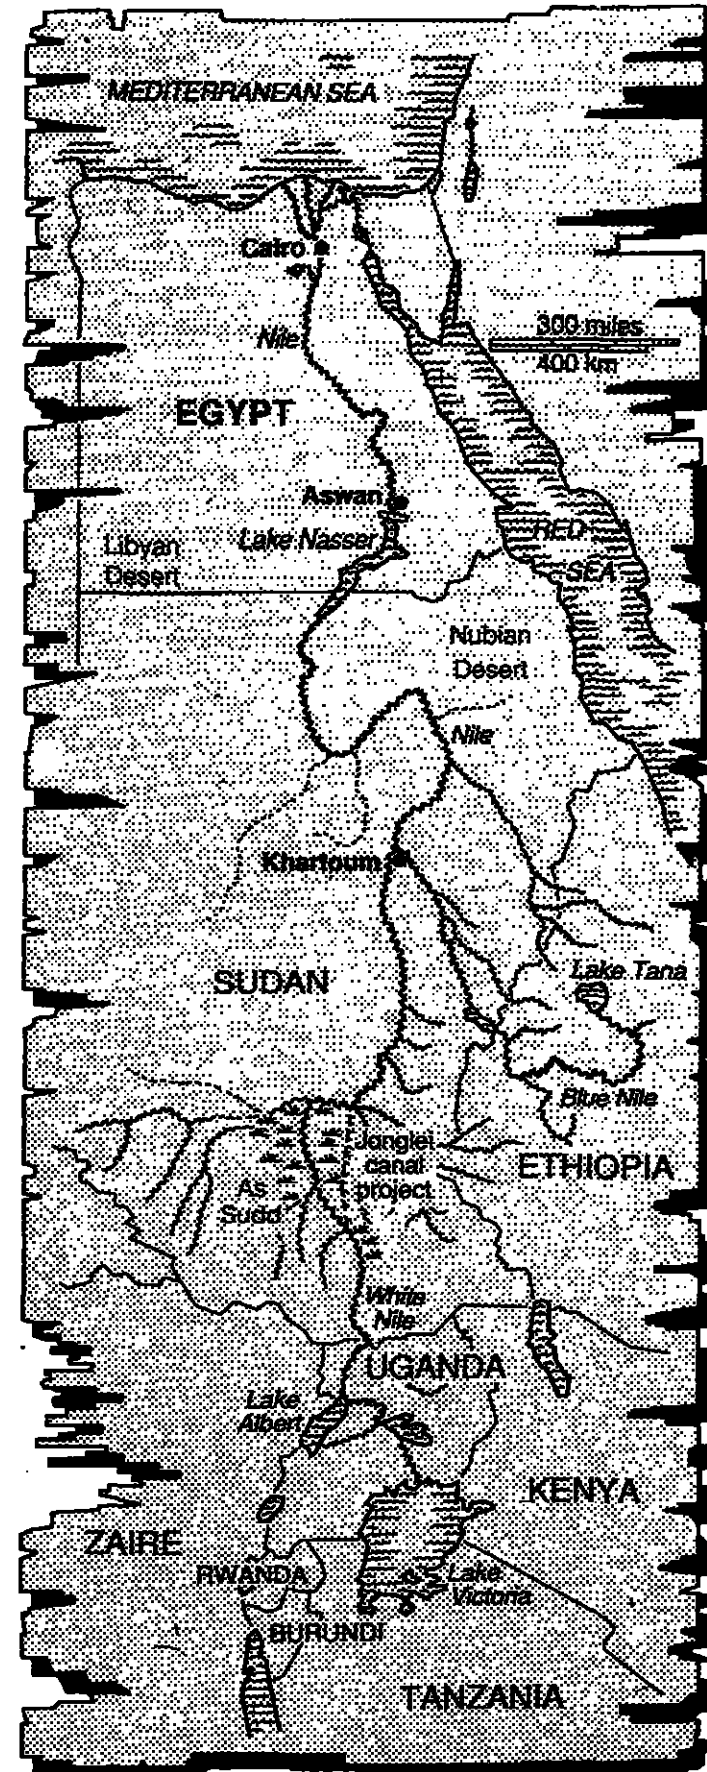 MEDITERRANEAN SEA
Cairo
Nile
300 miles
400 km
EGYPT
Aswan
Lake Nasser
RED
SEA
Libyan
Desert
Nubian
Desert
Nile
Khartoum
SUDAN
Lake Tana
Blue Nile
Jonglei
canal
project
ETHIOPIA
As
Sudd
White
Nile
UGANDA
Lake
Albert
KENYA
ZAIRE
RWANDA
Lake
Victoria
BURUNDI
TANZANIA